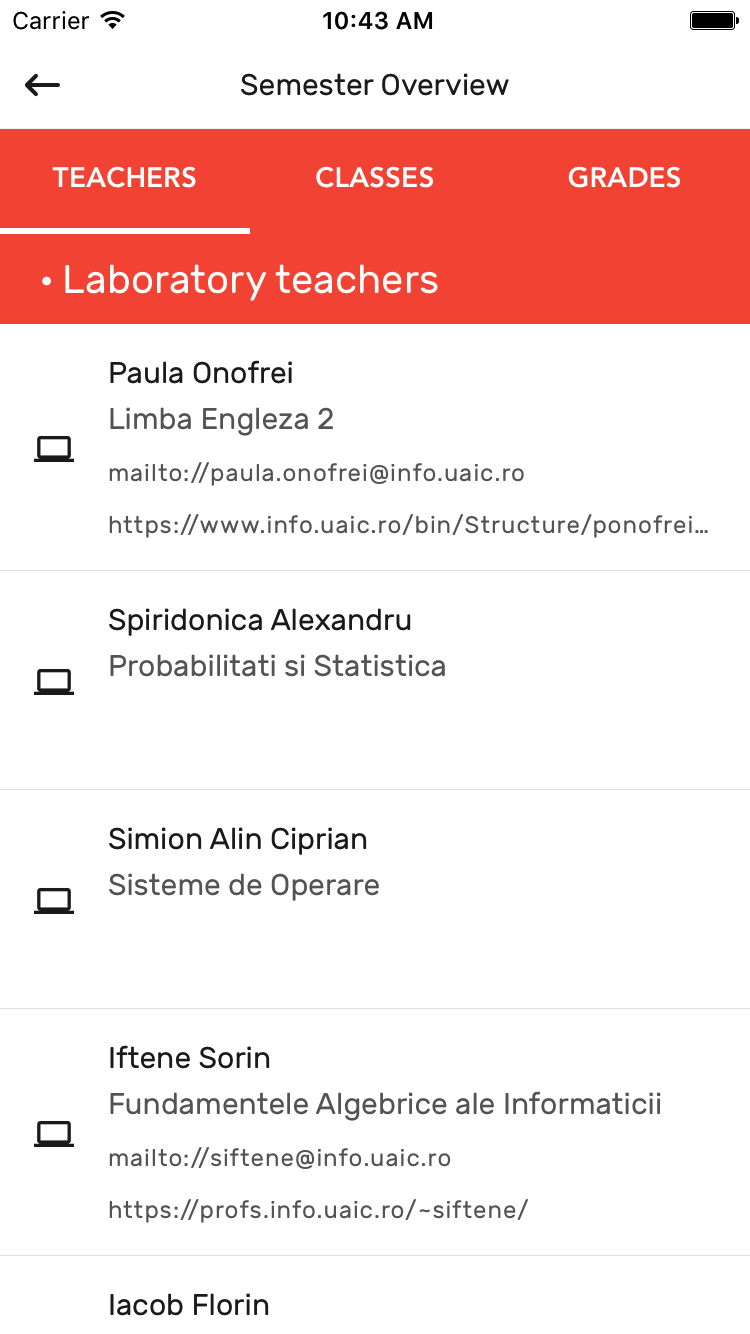 Carrier 10:43 AM
Semester Overview
TEACHERS CLASSES GRADES
• Laboratory teachers
Paula Onofrei
Limba Engleza 2
mailto://paula.onofrei@info.uaic.ro
https://www.info.uaic.ro/bin/Structure/ponofrei…
Spiridonica Alexandru
Probabilitati si Statistica
Simion Alin Ciprian
Sisteme de Operare
Iftene Sorin
Fundamentele Algebrice ale Informaticii
mailto://siftene@info.uaic.ro
https://profs.info.uaic.ro/~siftene/
Iacob Florin